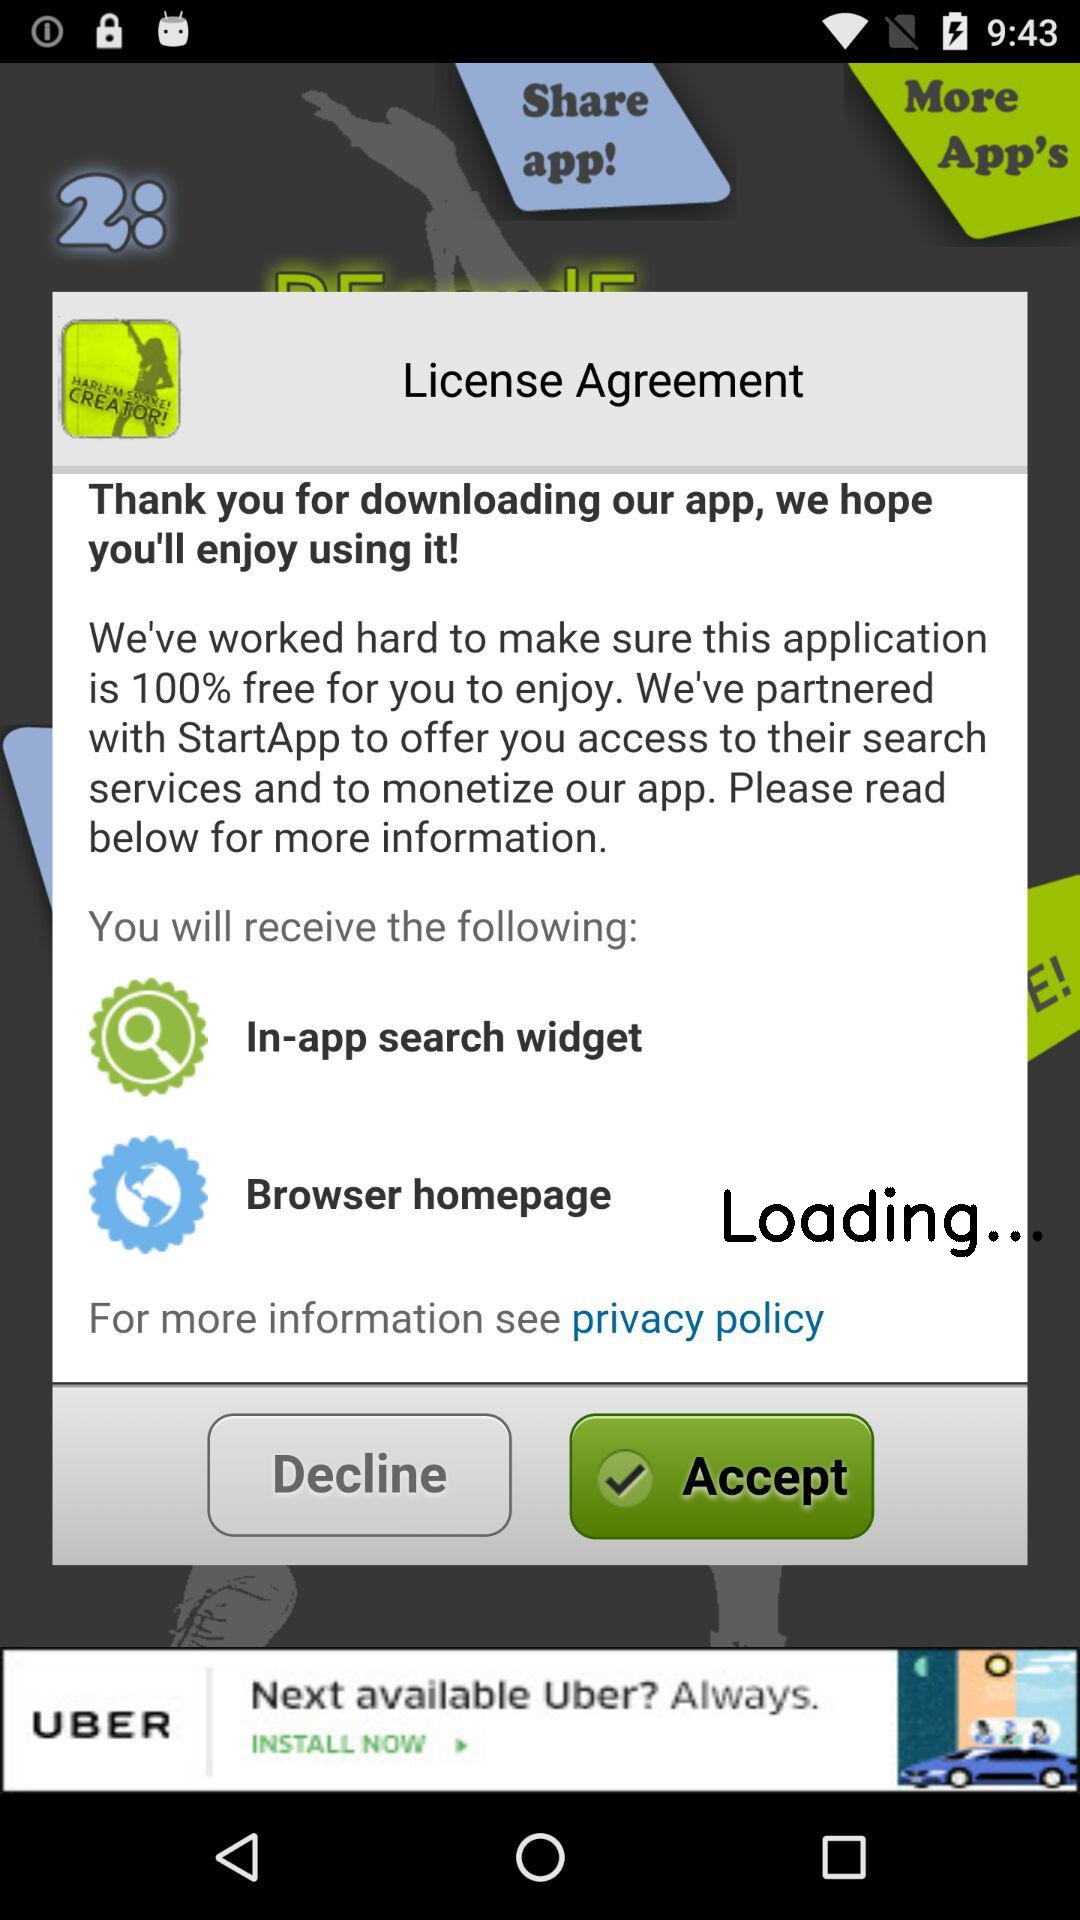 9:43
Share
app!
More
App's
2:
License Agreement
HARLEM SHAKE!
CREATOR!
Thank you for downloading our app, we hope
you'll enjoy using it!
We've worked hard to make sure this application
is 100% free for you to enjoy. We've partnered
with StartApp to offer you access to their search
services and to monetize our app. Please read
below for more information.
You will receive the following:
E!
In-app search widget
Browser homepage
Loading...
For more information see privacy policy
Decline
Accept
UBER
Next available Uber? Always.
INSTALL NOW